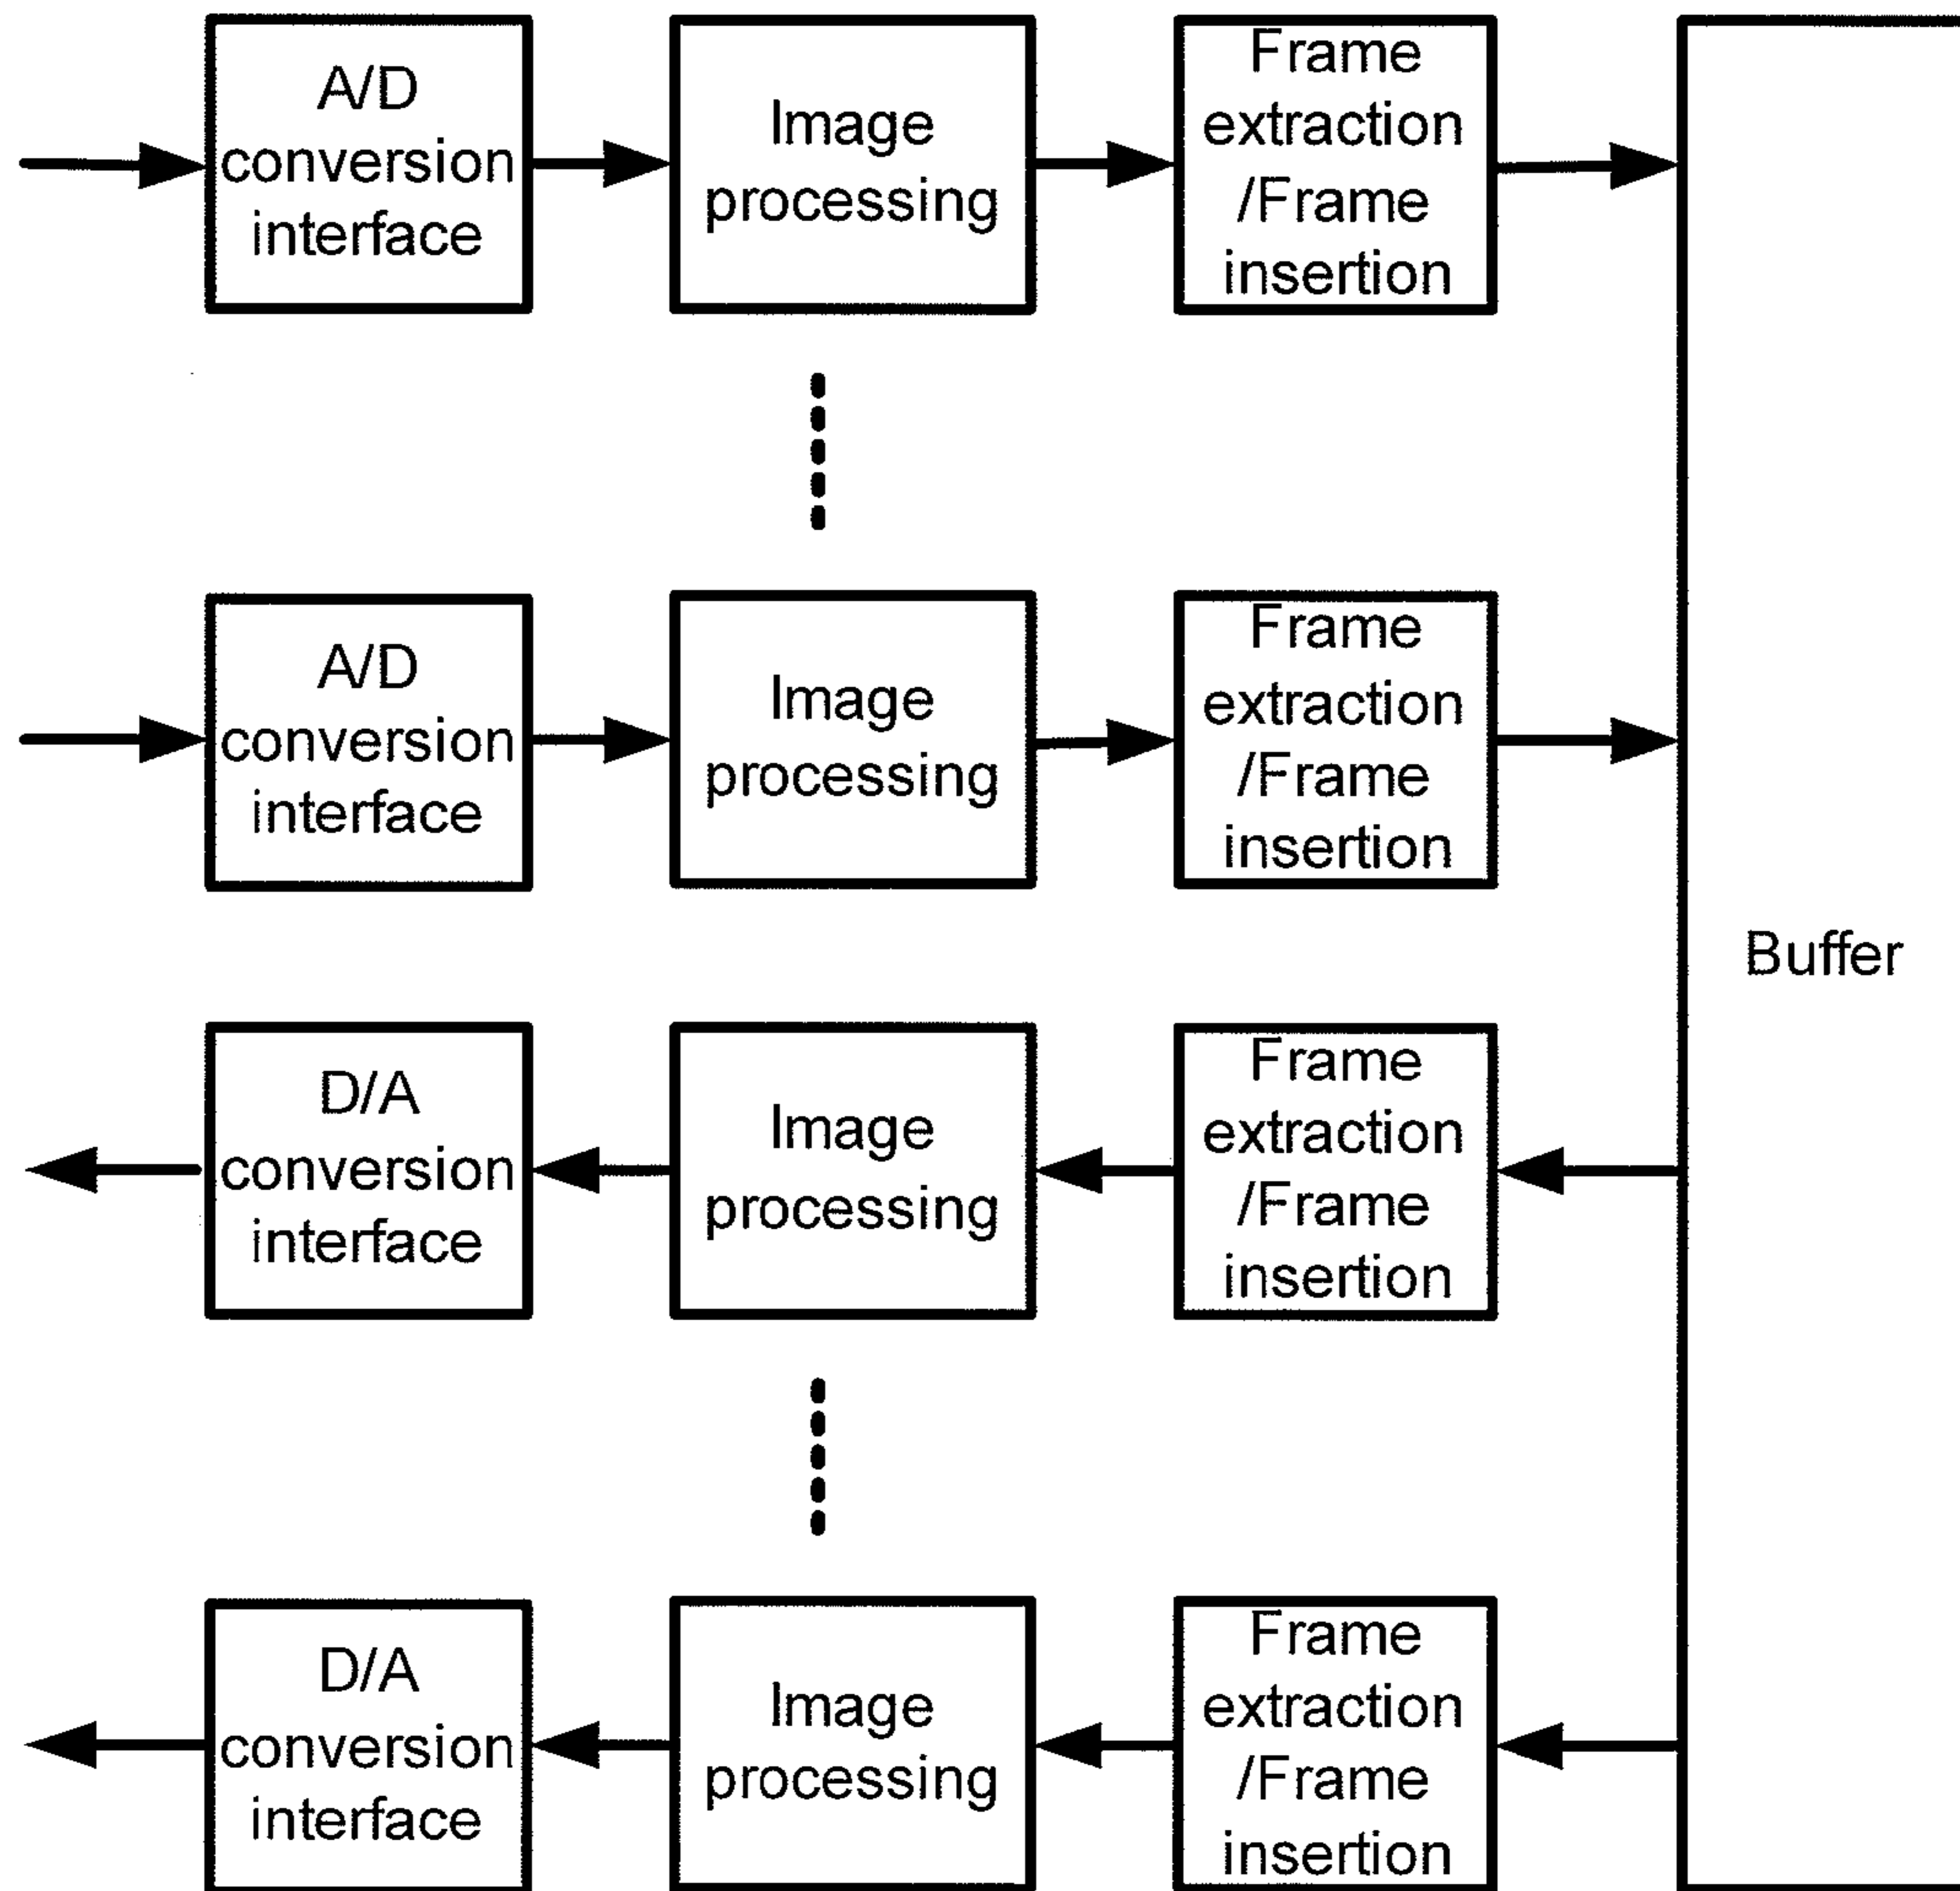 A/D
conversion
interface
Image
processing
Frame
extraction
/Frame
insertion
A/D
conversion
interface
Image
processing
Frame
extraction
/Frame
insertion
Buffer
D/A
conversion
interface
Image
processing
Frame
extraction
/Frame
insertion
D/A
conversion
interface
Image
processing
Frame
extraction
/Frame
insertion